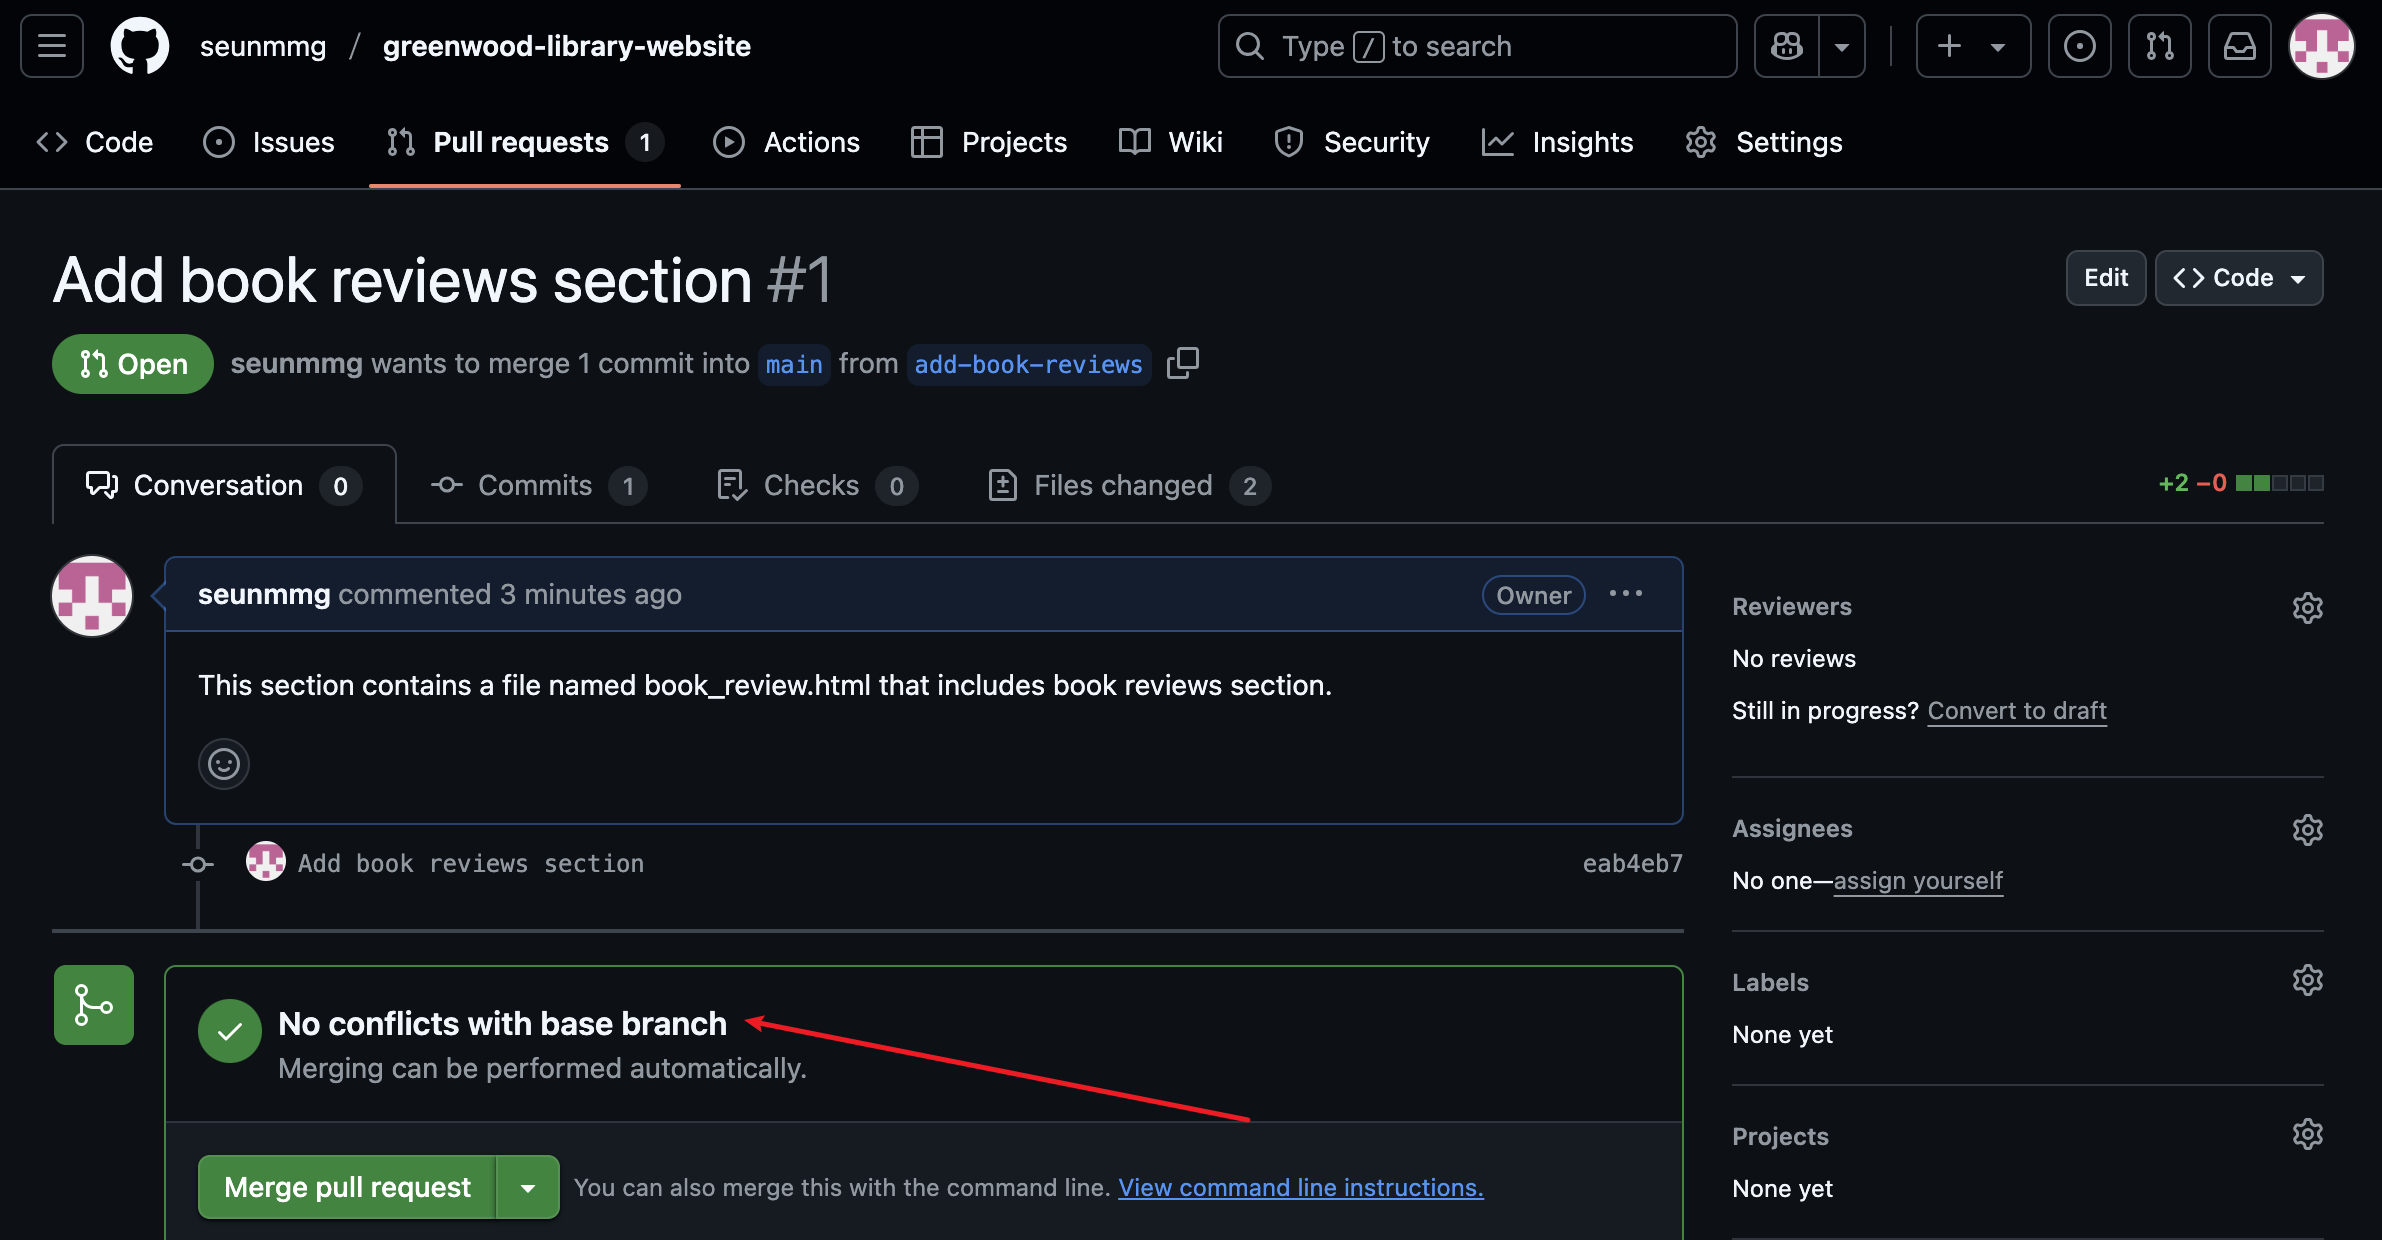 seunmmg / greenwood-library-website
Type / to search
Code
Issues
Pull requests 1
Actions
Projects
Wiki
Security
Insights
Settings
Add book reviews section #1
Edit
Code
Open
seunmmg wants to merge 1 commit into main from add-book-reviews
Conversation 0
Commits 1
Checks 0
Files changed 2
+2 −0
seunmmg commented 3 minutes ago
Owner
This section contains a file named book_review.html that includes book reviews section.
Add book reviews section
eab4eb7
No conflicts with base branch
Merging can be performed automatically.
Merge pull request
You can also merge this with the command line. View command line instructions.
Reviewers
No reviews
Still in progress? Convert to draft
Assignees
No one—assign yourself
Labels
None yet
Projects
None yet